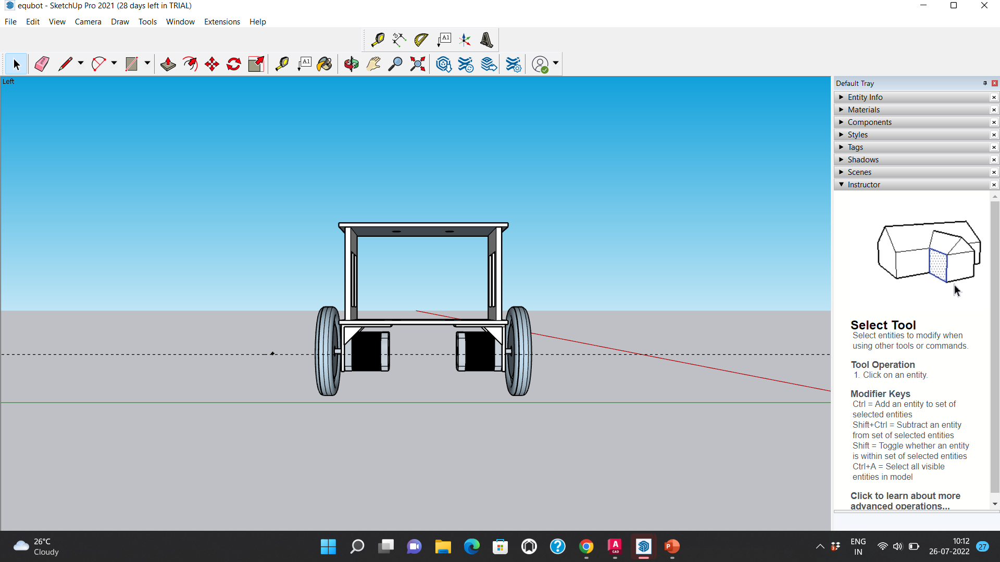 equbot - SketchUp Pro 2021 (28 days left in TRIAL)
File Edit View Camera Draw Tools Window Extensions Help
A1
A1
Left
Default Tray
Entity Info
Materials
Components
Styles
Tags
Shadows
Scenes
Instructor
Select Tool
Select entities to modify when
using other tools or commands.
Tool Operation
1. Click on an entity.
Modifier Keys
Ctrl = Add an entity to set of
selected entities
Shift+Ctrl = Subtract an entity
from set of selected entities
Shift = Toggle whether an entity
is within set of selected entities
Ctrl+A = Select all visible
entities in model
Click to learn about more
advanced operations...
26°C
Cloudy
A
CAD
P
ENG
IN
10:12
26-07-2022
27